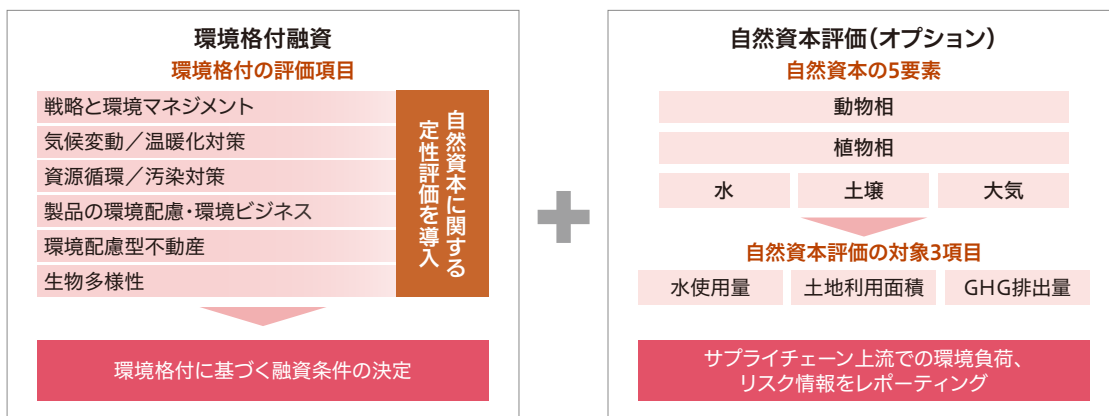 環境格付融資
環境格付の評価項目
戦略と環境マネジメント
気候変動／温暖化対策
資源循環／汚染対策
製品の環境配慮・環境ビジネス
環境配慮型不動産
生物多様性
自然資本に関する
定性評価を導入
環境格付に基づく融資条件の決定
自然資本評価（オプション）
自然資本の5要素
動物相
植物相
水 土壌 大気
自然資本評価の対象3項目
水使用量 土地利用面積 GHG排出量
サプライチェーン上流での環境負荷、
リスク情報をレポーティング